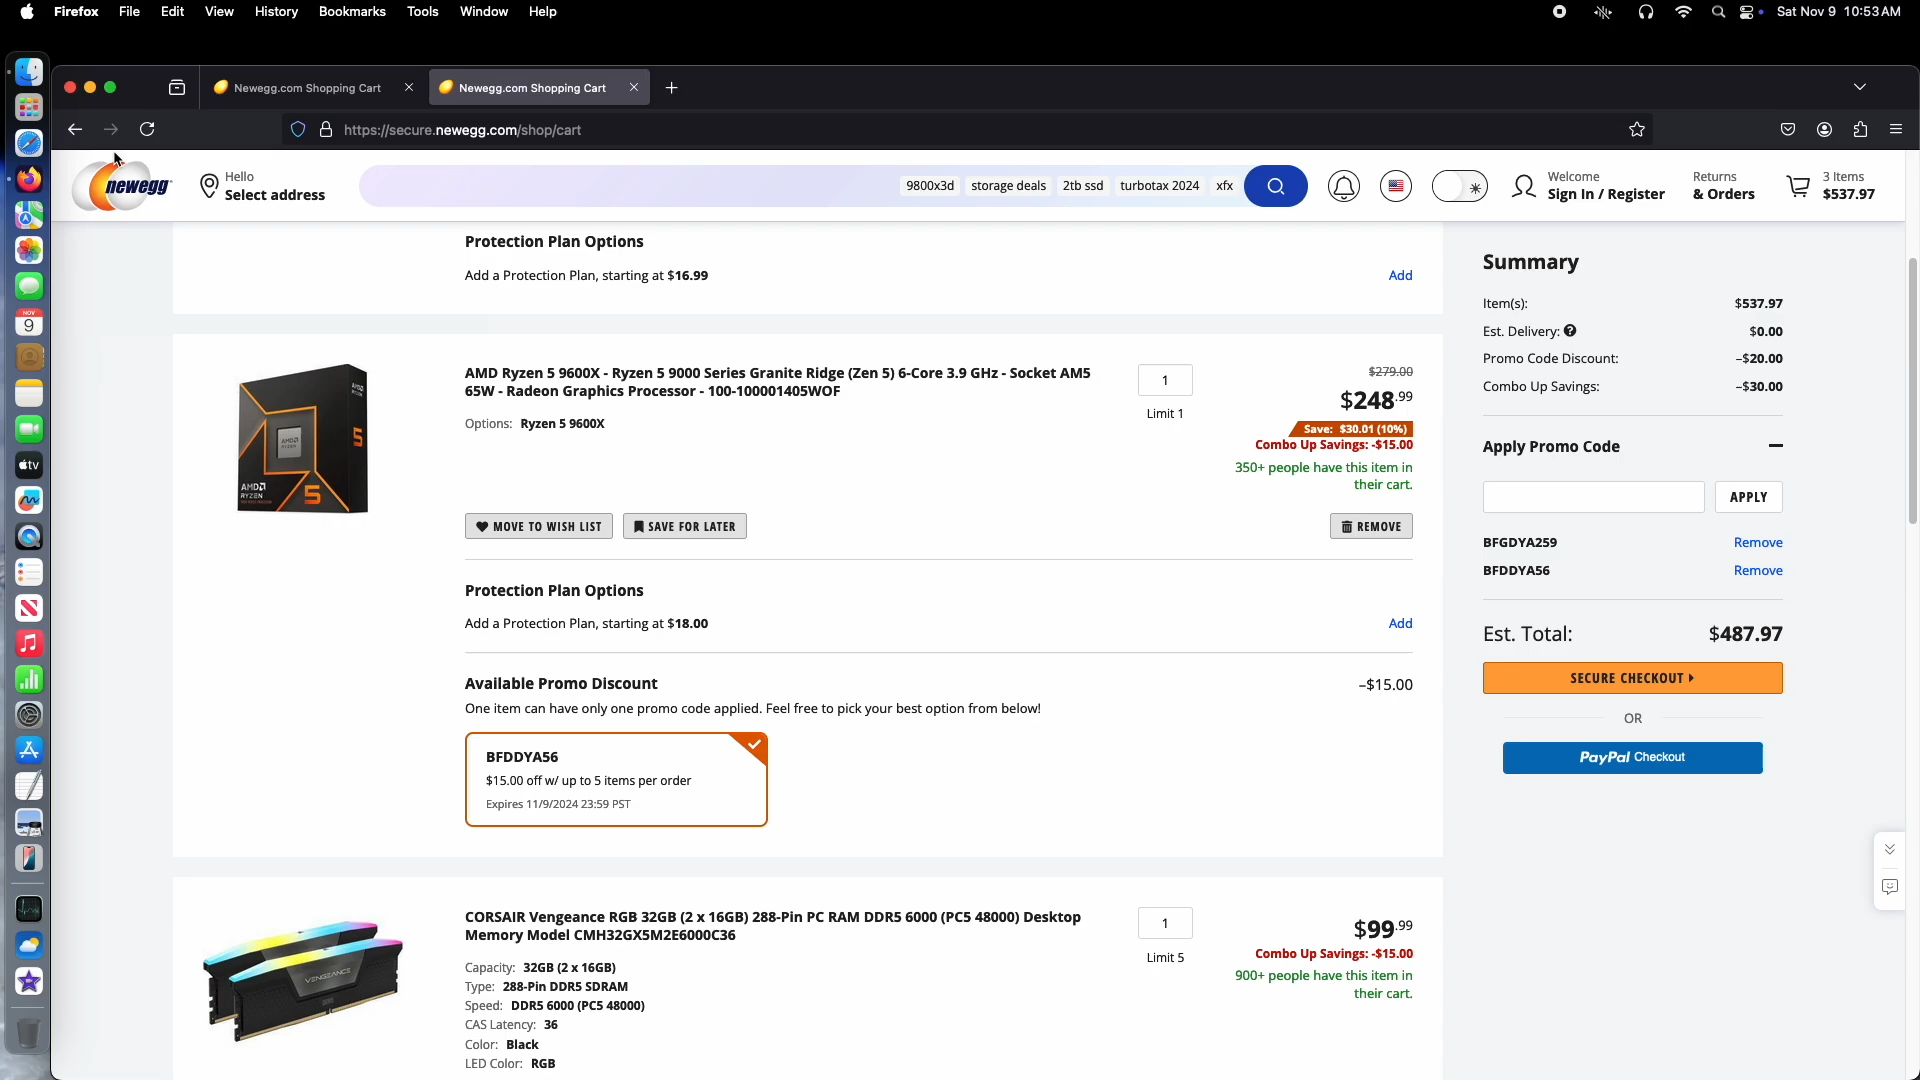 Firefox File Edit View History Bookmarks Tools Window Help
Sat Nov 9 10:53 AM
Newegg.com Shopping Cart
Newegg.com Shopping Cart
https://secure.newegg.com/shop/cart
newegg
Hello
Select address
9800x3d storage deals 2tb ssd turbotax 2024 xfx
Welcome
Sign In / Register
Returns
& Orders
3 Items
$537.97
Protection Plan Options
Add a Protection Plan, starting at $16.99
Add
AMD Ryzen 5 9600X - Ryzen 5 9000 Series Granite Ridge (Zen 5) 6-Core 3.9 GHz - Socket AM5
65W - Radeon Graphics Processor - 100-100001405WOF
Options: Ryzen 5 9600X
1
Limit 1
$279.00
$248.99
Save: $30.01 (10%)
Combo Up Savings: -$15.00
350+ people have this item in
their cart.
AMD
RYZEN
5
5
MOVE TO WISH LIST
SAVE FOR LATER
REMOVE
Protection Plan Options
Add a Protection Plan, starting at $18.00
Add
Available Promo Discount
-$15.00
One item can have only one promo code applied. Feel free to pick your best option from below!
BFDDYA56
$15.00 off w/ up to 5 items per order
Expires 11/9/2024 23:59 PST
CORSAIR Vengeance RGB 32GB (2 x 16GB) 288-Pin PC RAM DDR5 6000 (PC5 48000) Desktop
Memory Model CMH32GX5M2E6000C36
Capacity: 32GB (2 x 16GB)
Type: 288-Pin DDR5 SDRAM
Speed: DDR5 6000 (PC5 48000)
CAS Latency: 36
Color: Black
LED Color: RGB
1
Limit 5
$99.99
Combo Up Savings: -$15.00
900+ people have this item in
their cart.
VENGEANCE
Summary
Item(s): $537.97
Est. Delivery: $0.00
Promo Code Discount: -$20.00
Combo Up Savings: -$30.00
Apply Promo Code
APPLY
BFGDYA259 Remove
BFDDYA56 Remove
Est. Total: $487.97
SECURE CHECKOUT
OR
PayPal Checkout
NOV
9
tv